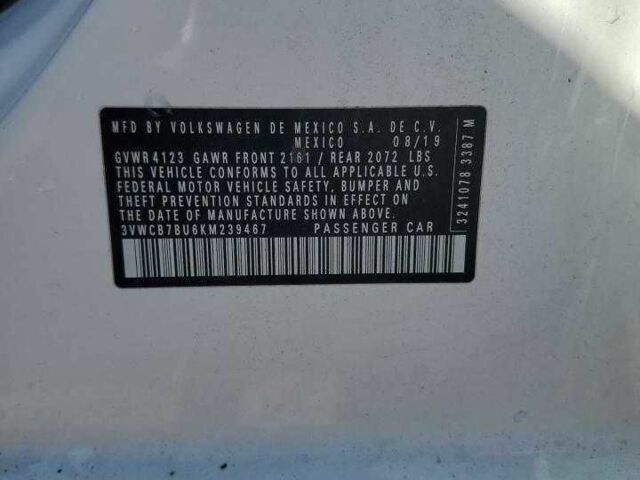 MFD BY VOLKSWAGEN DE MEXICO S.A. DE C.V.
MEXICO 08/19
GVWR 4123 GAWR FRONT 2161 / REAR 2072 LBS
THIS VEHICLE CONFORMS TO ALL APPLICABLE U.S.
FEDERAL MOTOR VEHICLE SAFETY, BUMPER AND
THEFT PREVENTION STANDARDS IN EFFECT ON
THE DATE OF MANUFACTURE SHOWN ABOVE
3VWCB7BU6KM239467 PASSENGER CAR
3241078 3387 M